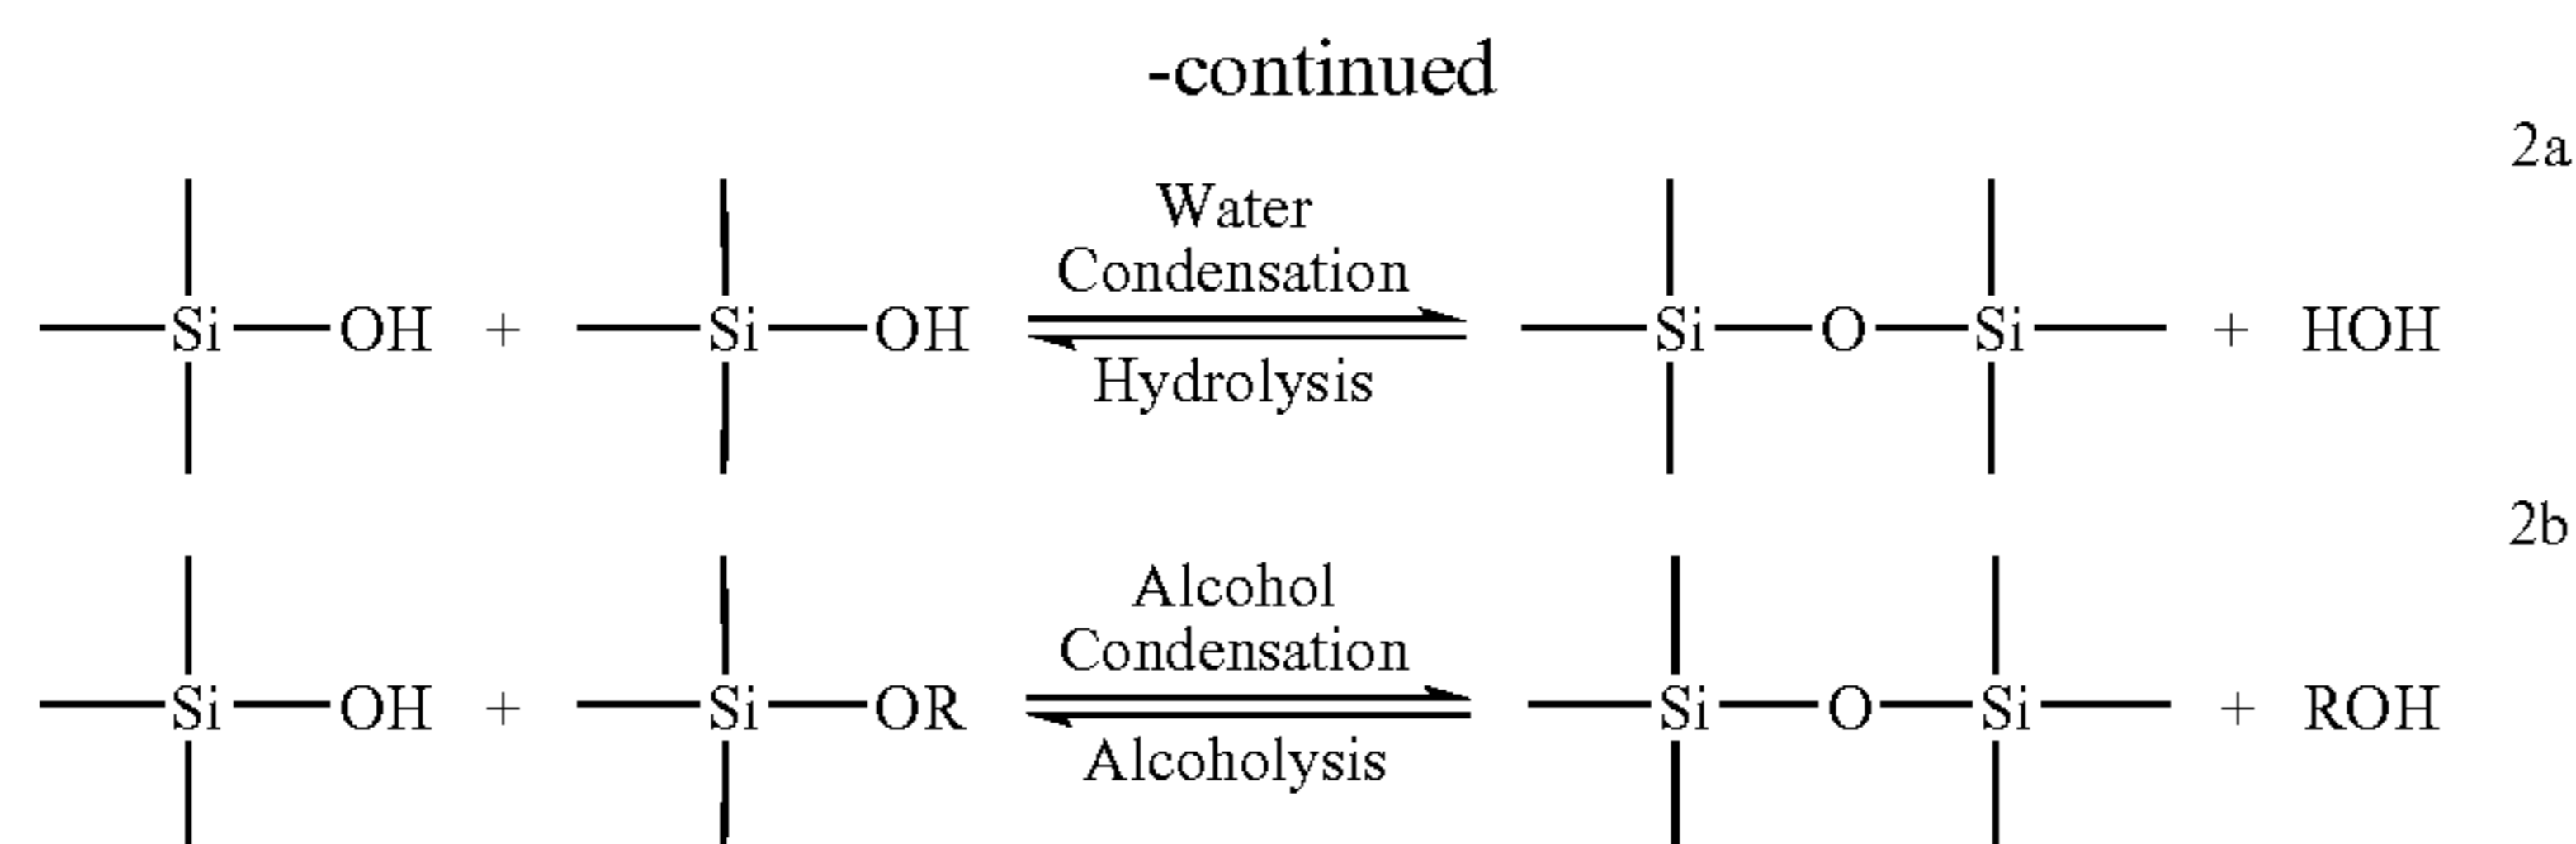 -continued
2a
Water
Condensation
Si—OH + Si—OH Si—O—Si + HOH
Hydrolysis
2b
Alcohol
Condensation
Si—OH + Si—OR Si—O—Si + ROH
Alcoholysis